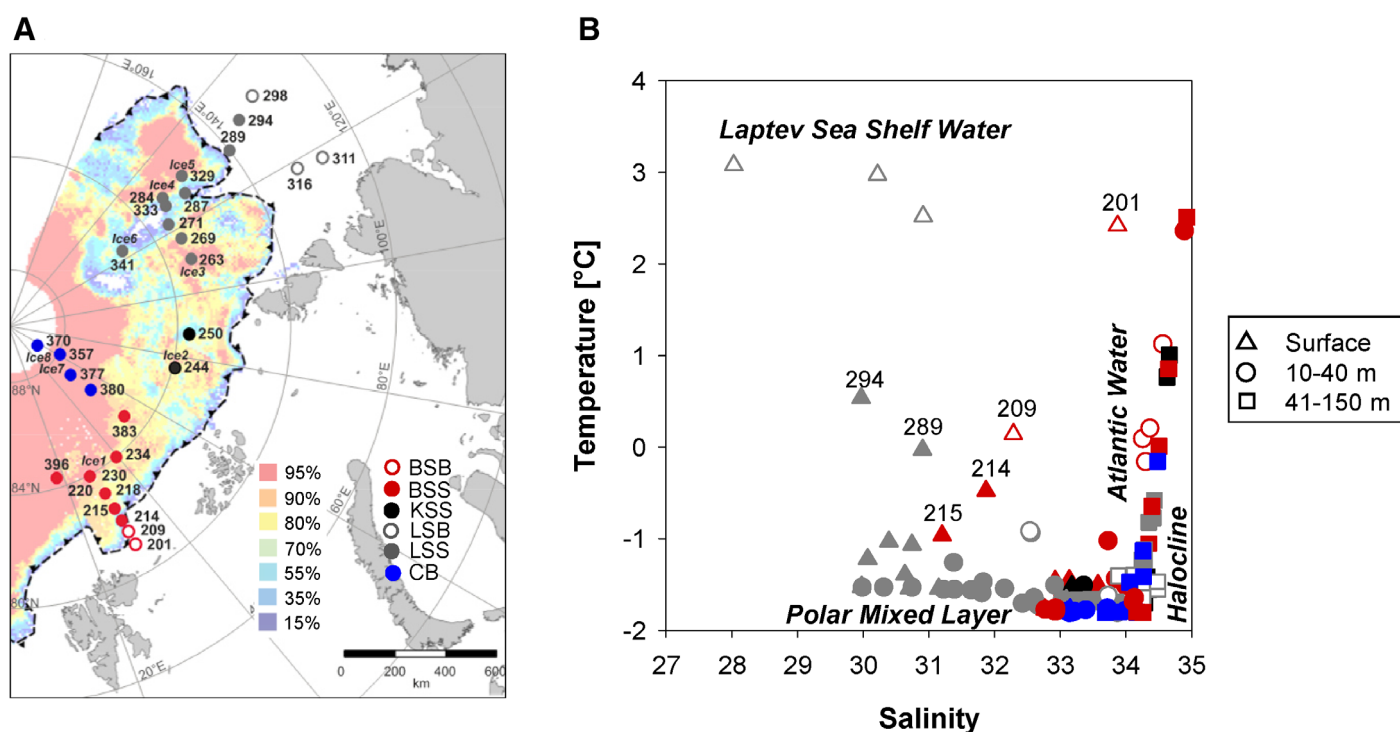 A
160°E
298
140°E
294
120°E
289
311
316
Ice5
329
Ice4
284
333
287
271
269
Ice6
341
263
Ice3
100°E
250
370
Ice8
357
Ice2
244
Ice7
377
380
80°E
88°N
383
234
Ice1
396
230
84°N
220
218
215
214
209
201
60°E
80°N
20°E
95%
90%
80%
70%
55%
35%
15%
BSB
BSS
KSS
LSB
LSS
CB
0 200 400 600
km
B
4
3
2
1
0
-1
-2
Temperature [°C]
Laptev Sea Shelf Water
201
294
289
209
214
215
Atlantic Water
Halocline
Polar Mixed Layer
27 28 29 30 31 32 33 34 35
Salinity
Surface
10-40 m
41-150 m